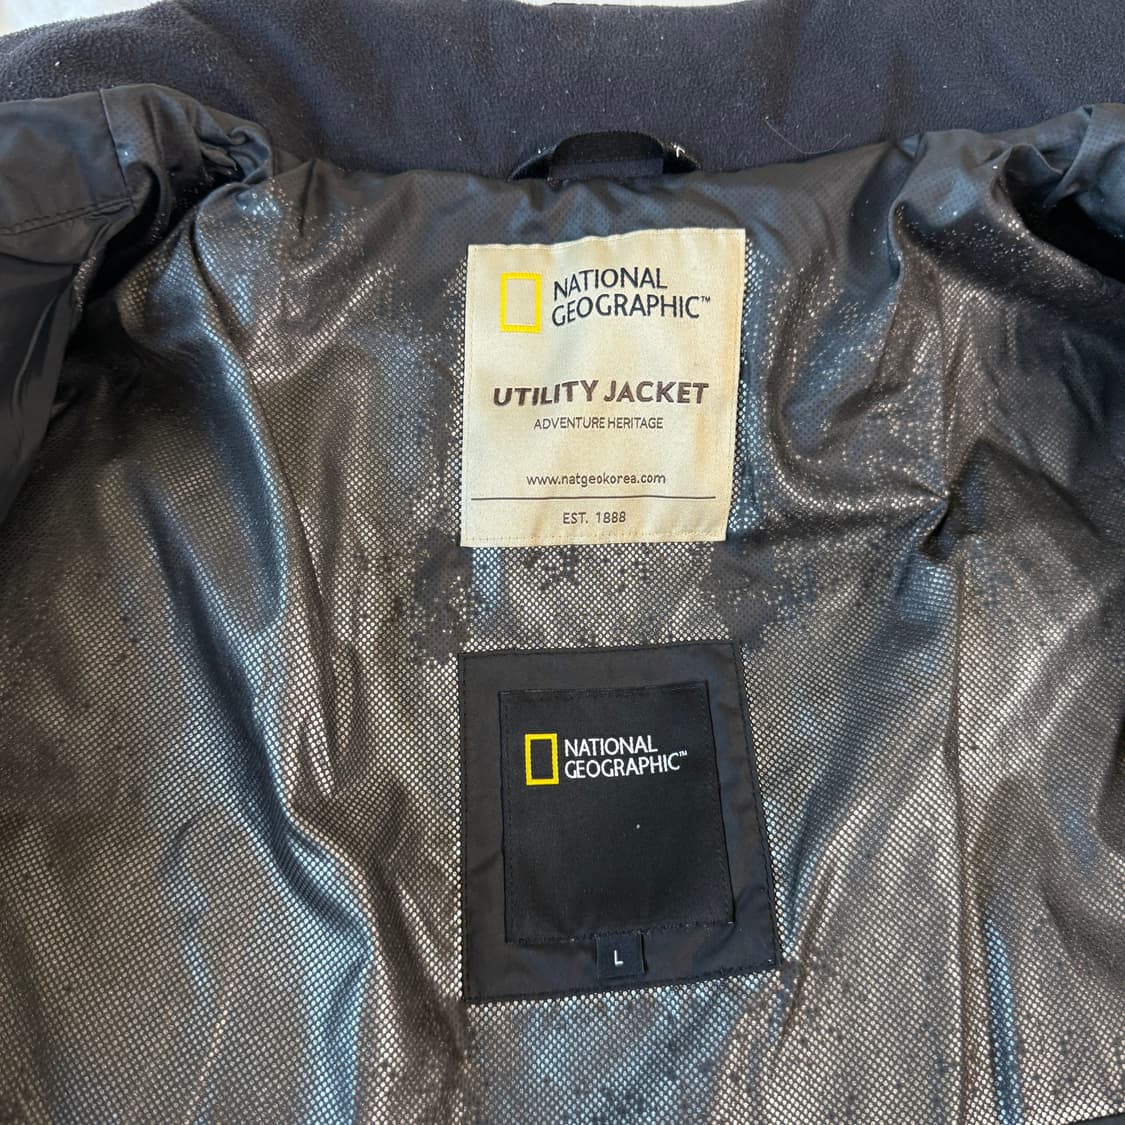 NATIONAL
GEOGRAPHIC™
UTILITY JACKET
ADVENTURE HERITAGE
www.natgeokorea.com
EST. 1888
NATIONAL
GEOGRAPHIC™
L